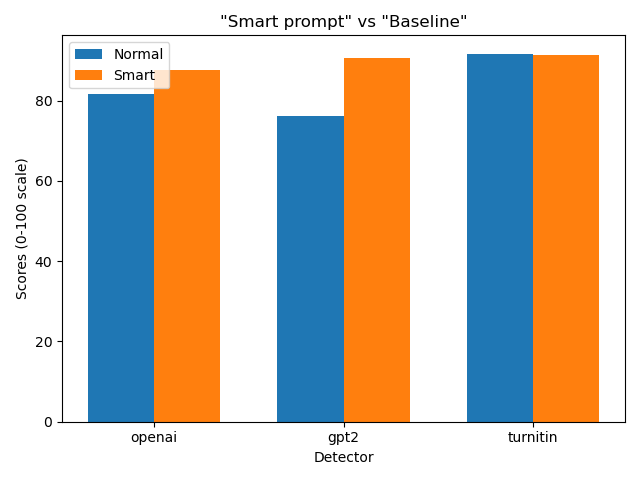 "Smart prompt" vs "Baseline"
Normal
Smart
Scores (0-100 scale)
80
60
40
20
0
openai
gpt2
turnitin
Detector